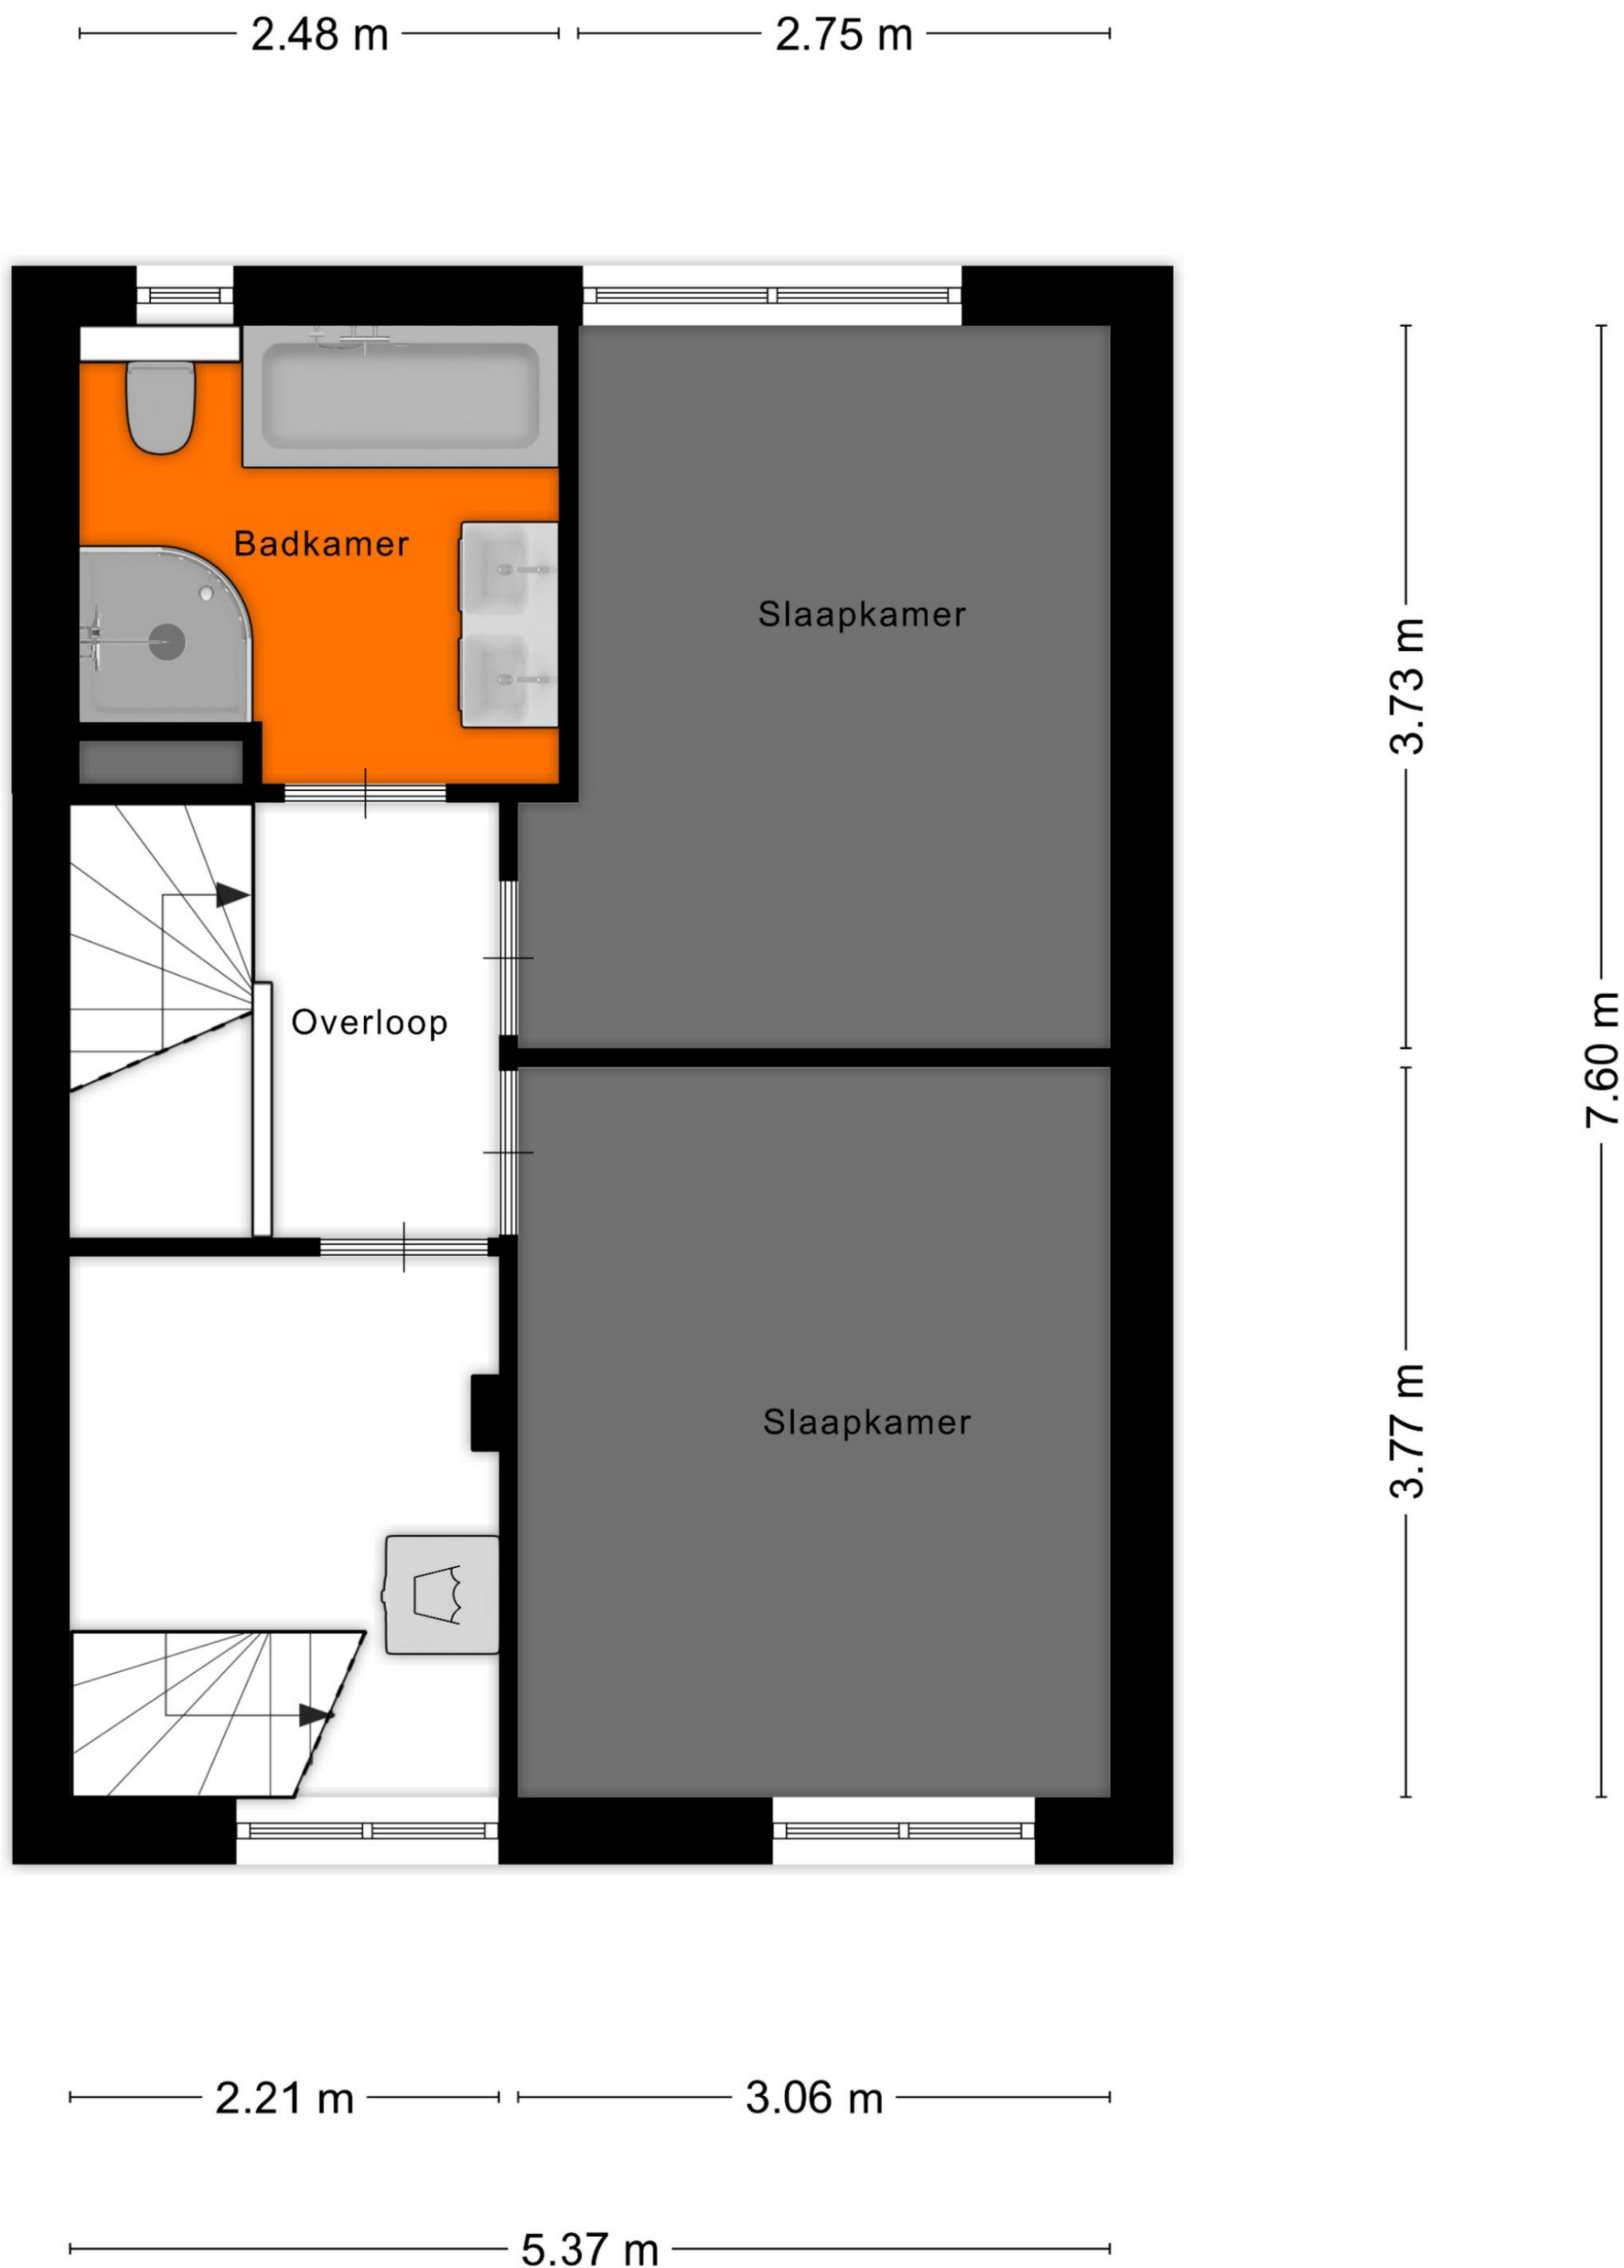 2.48 m
2.75 m
Badkamer
Slaapkamer
3.73 m
Overloop
7.60 m
Slaapkamer
3.77 m
2.21 m
3.06 m
5.37 m